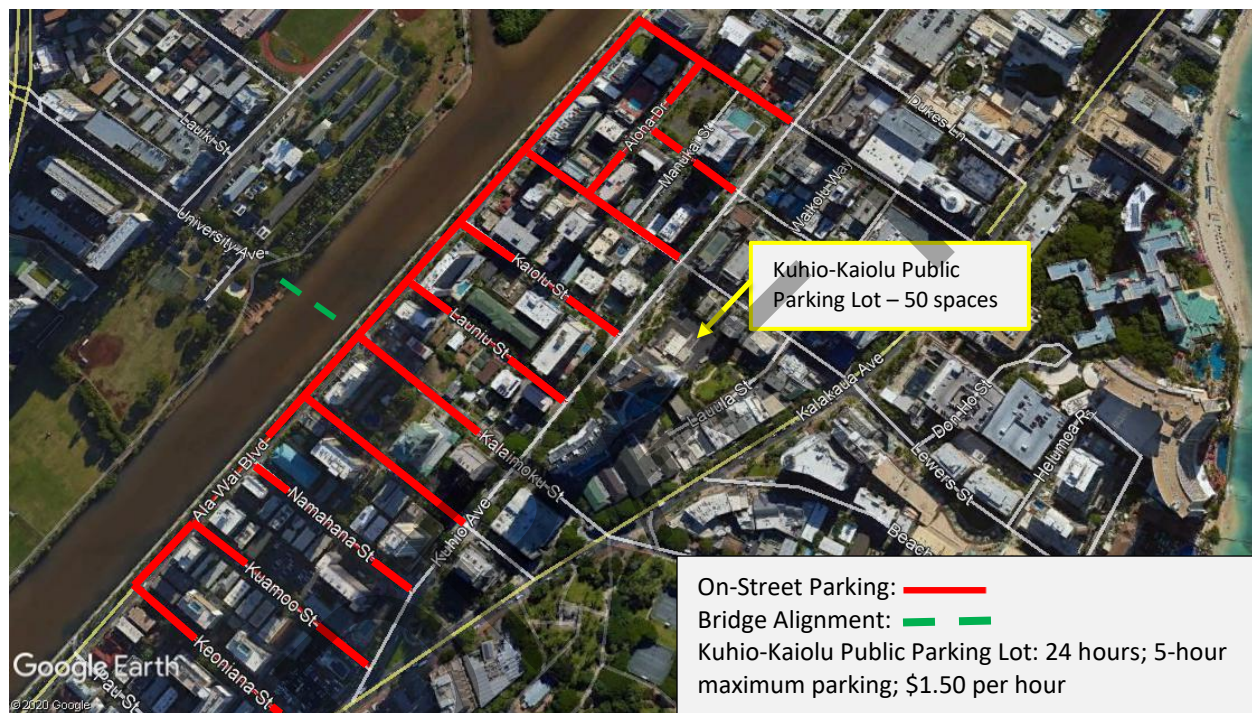 Lauiki St
University Ave
Dukes Ln
Aloha Dr
Manukai St
Waikolu Way
Kuhio-Kaiolu Public
Parking Lot – 50 spaces
Kaiolu St
Launiu St
Lauula St
Kalakaua Ave
Don Ho St
Helumoa Rd
Lewers St
Kalaimoku St
Ala Wai Blvd
Namahana St
Kuhio Ave
Beach
Kuamoo St
Keoniana St
Pau St
Google Earth
© 2020 Google
On-Street Parking:
Bridge Alignment:
Kuhio-Kaiolu Public Parking Lot: 24 hours; 5-hour
maximum parking; $1.50 per hour